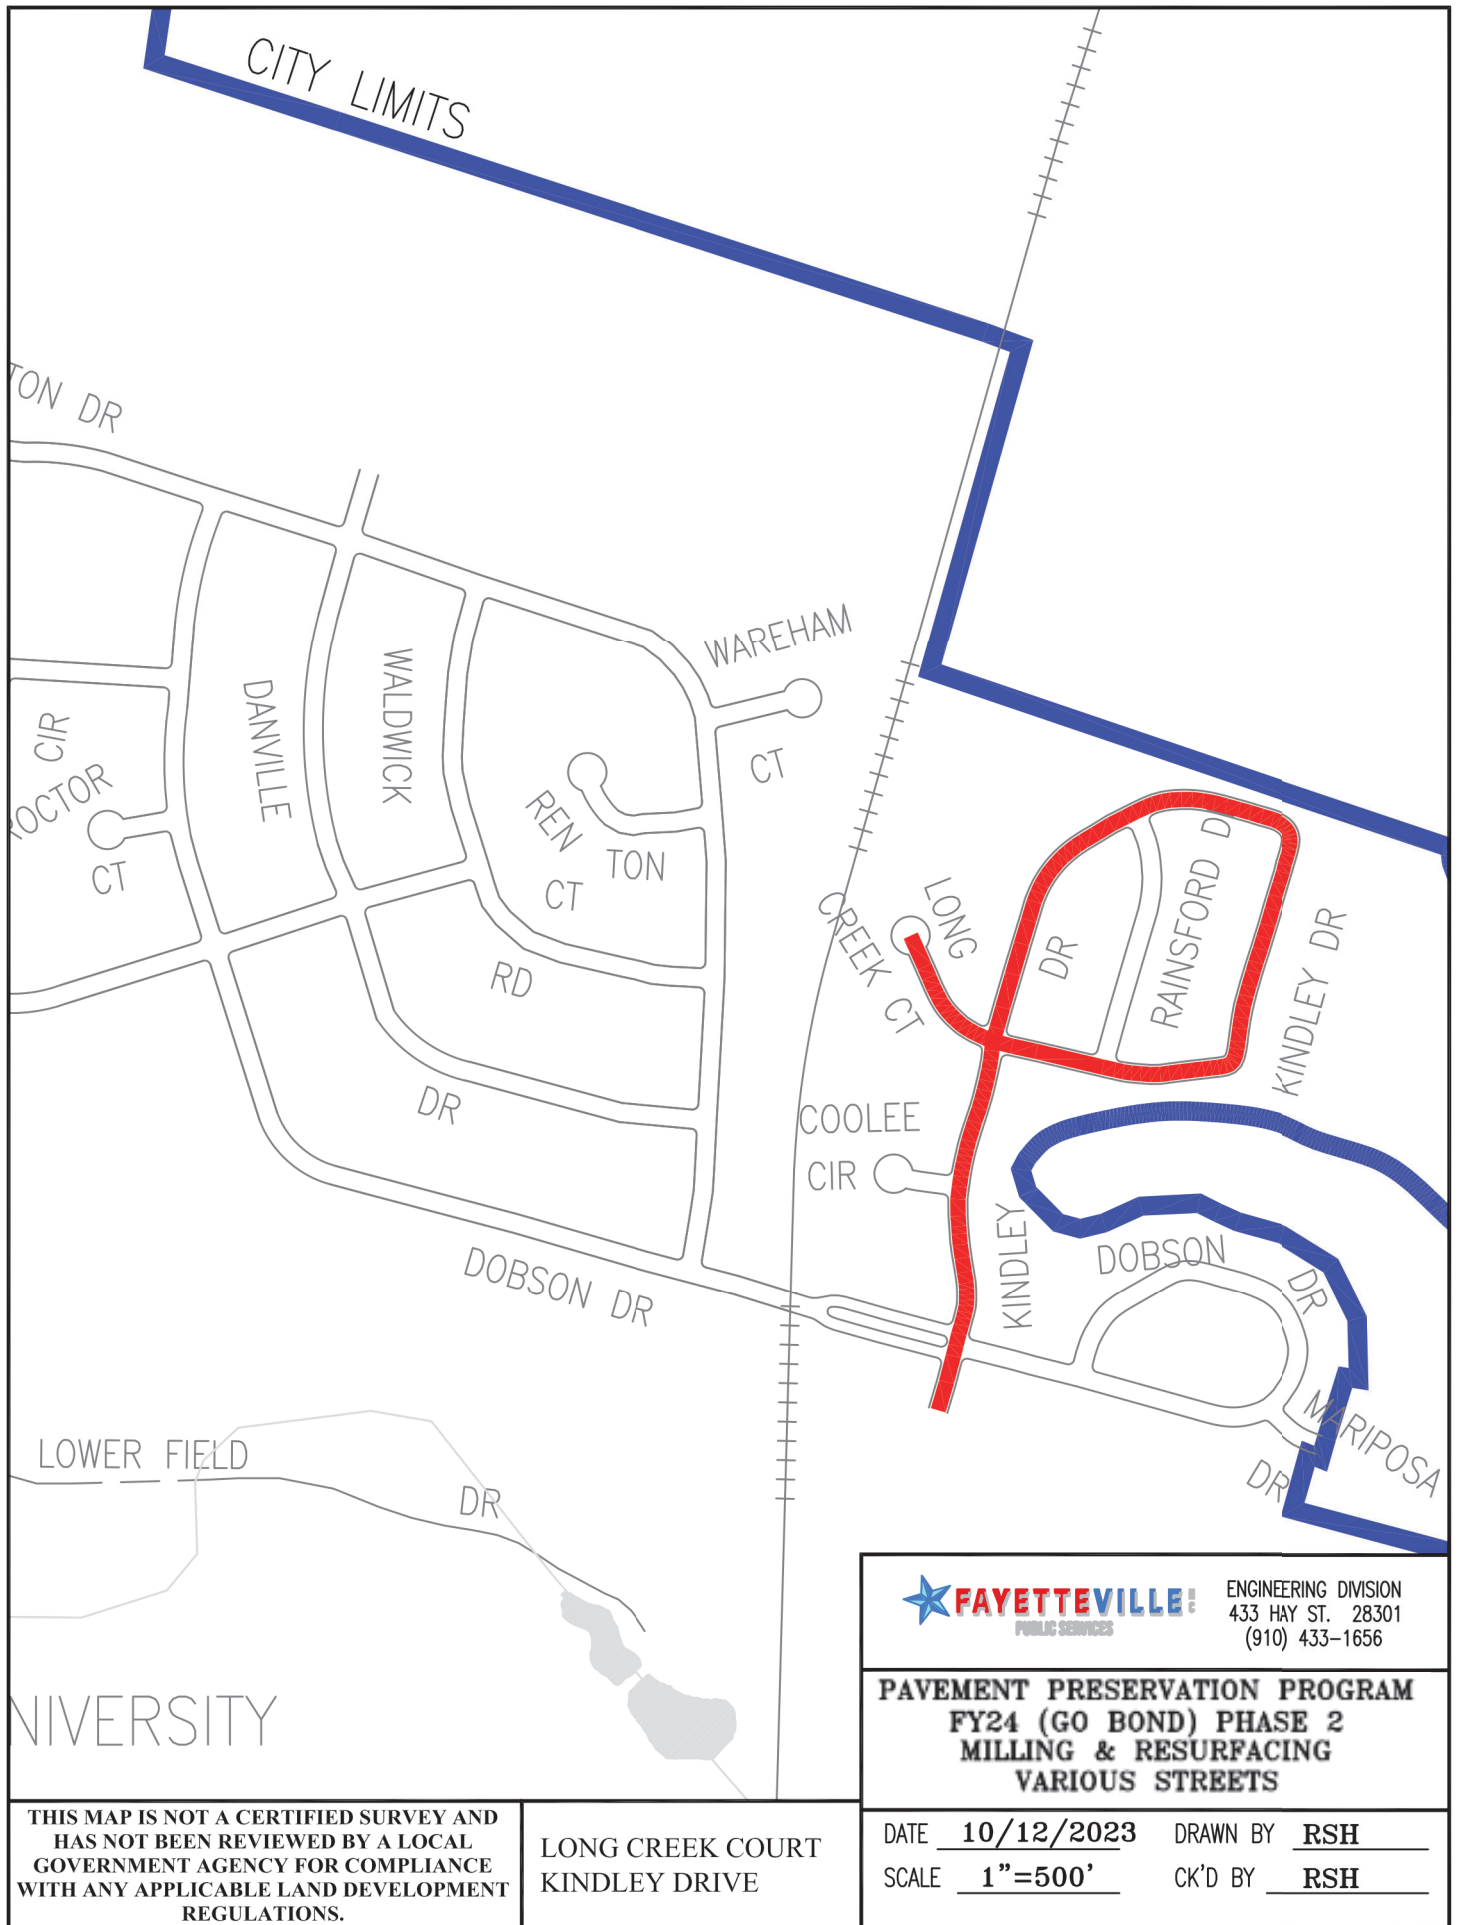 CITY LIMITS
TON DR
WAREHAM
CT
WALDWICK
DANVILLE
CIR
ROCTOR
CT
REN
TON
CT
RD
DR
LONG
CREEK CT
DR
RAINSFORD D
KINDLEY DR
COOLEE
CIR
KINDLEY
DOBSON
DR
DOBSON DR
MARIPOSA
DR
LOWER FIELD
DR
NIVERSITY
FAYETTEVILLE
PUBLIC SERVICES
ENGINEERING DIVISION
433 HAY ST. 28301
(910) 433-1656
PAVEMENT PRESERVATION PROGRAM
FY24 (GO BOND) PHASE 2
MILLING & RESURFACING
VARIOUS STREETS
THIS MAP IS NOT A CERTIFIED SURVEY AND
HAS NOT BEEN REVIEWED BY A LOCAL
GOVERNMENT AGENCY FOR COMPLIANCE
WITH ANY APPLICABLE LAND DEVELOPMENT
REGULATIONS.
LONG CREEK COURT
KINDLEY DRIVE
DATE 10/12/2023 DRAWN BY RSH
SCALE 1"=500' CK'D BY RSH